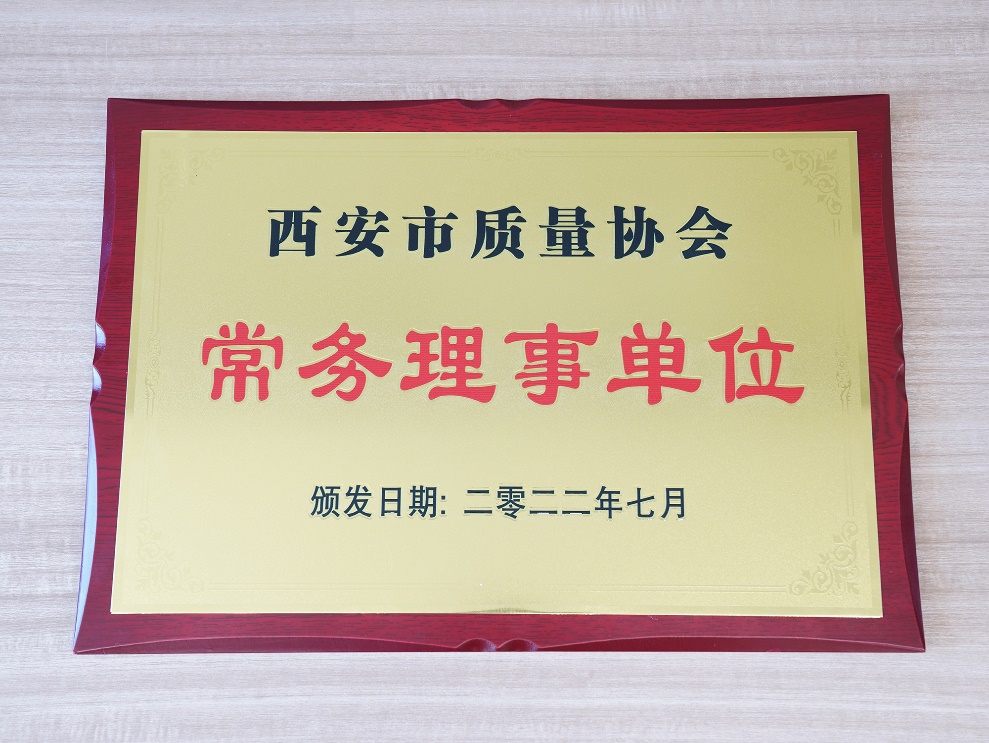 西安市质量协会
常务理事单位
颁发日期: 二零二二年七月